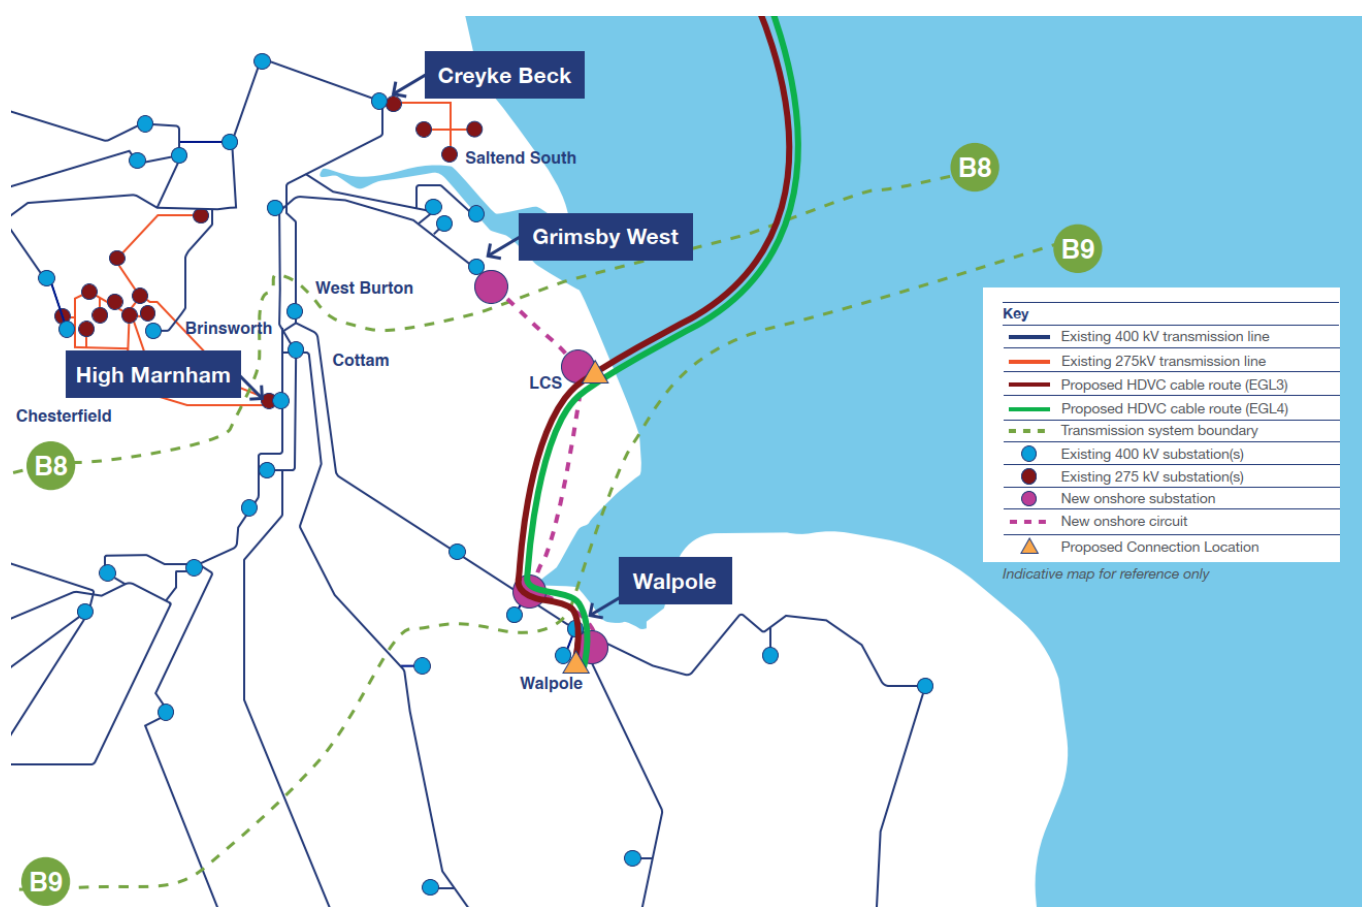 Creyke Beck
Saltend South
B8
Grimsby West
B9
West Burton
Brinsworth
Cottam
High Marnham
LCS
Chesterfield
B8
Key
Existing 400 kV transmission line
Existing 275kV transmission line
Proposed HDVC cable route (EGL3)
Proposed HDVC cable route (EGL4)
Transmission system boundary
Existing 400 kV substation(s)
Existing 275 kV substation(s)
New onshore substation
New onshore circuit
Proposed Connection Location
Indicative map for reference only
Walpole
Walpole
B9